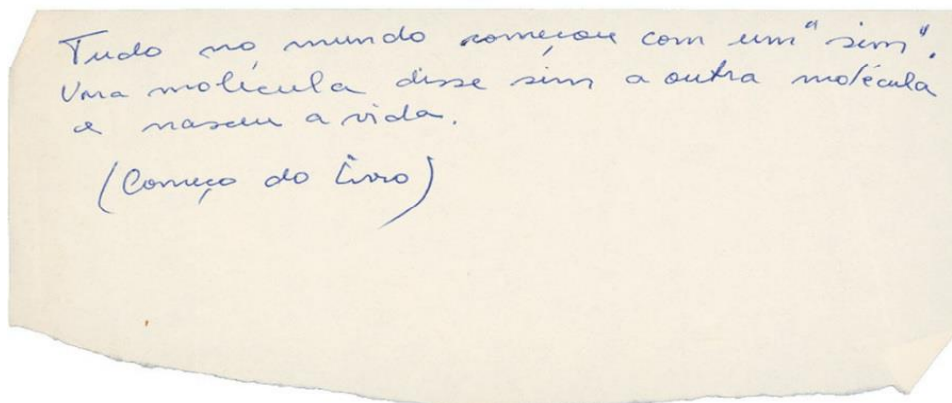 Tudo no mundo começou com um "sim".
Uma molécula disse sim a outra molécula
e nasceu a vida.
(Começo do livro)